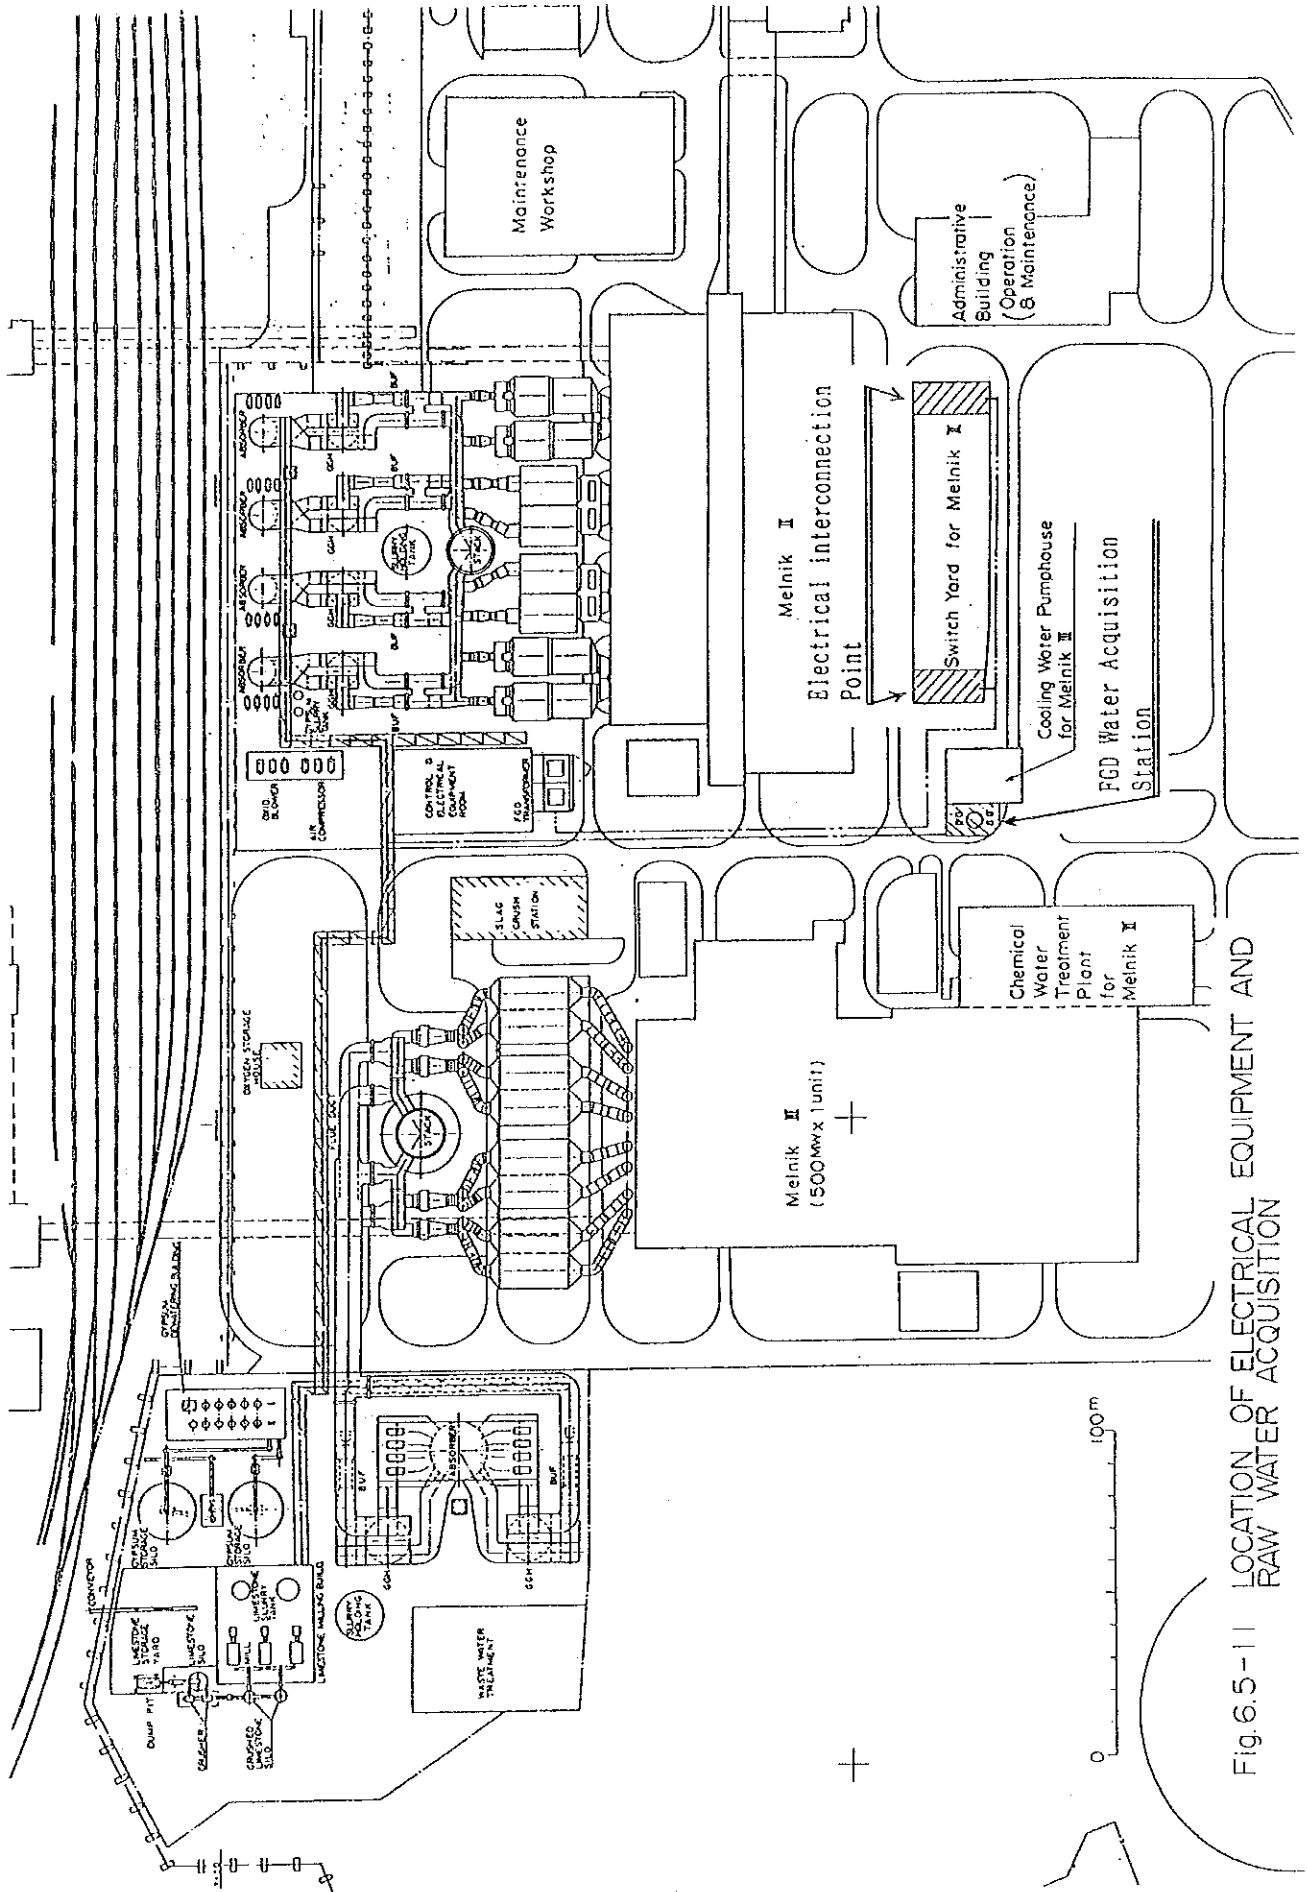 DUMP PIT
LIMESTONE
STORAGE
YARD
CONVEYOR
GYPSUM
STORAGE
SILO
GYPSUM
DEWATERING BUILDING
CRUSHER
LIMESTONE
SILO
CRUSHED
LIMESTONE
SILO
MILL
LIMESTONE
SLURRY
TANK
GYPSUM
STORAGE
SILO
LIMESTONE MILLING BUILD.
SLURRY
HOLDING
TANK
GGH
BUF
ABSORBER
GGH
BUF
WASTE WATER
TREATMENT
OXYGEN STORAGE
HOUSE
FLUE DUCT
STACK
SLAG
CRUSH
STATION
OXID.
BLOWER
AIR
COMPRESSOR
CONTROL &
ELECTRICAL
EQUIPMENT
ROOM
FGD
TRANSFORMER
ABSORBER
ABSORBER
ABSORBER
ABSORBER
GGH
GGH
GGH
GGH
BUF
BUF
BUF
BUF
SLURRY
HOLDING
TANK
STACK
Maintenance
Workshop
Melnik Ⅲ
(500MW x 1unit)
Melnik Ⅱ
Electrical interconnection
Point
Switch Yard for Melnik Ⅱ
Administrative
Building
(Operation
& Maintenance)
Chemical
Water
Treatment
Plant
for
Melnik Ⅱ
Cooling Water Pumphouse
for Melnik Ⅲ
FGD Water Acquisition
Station
0 100m
Fig.6.5-11 LOCATION OF ELECTRICAL EQUIPMENT AND
RAW WATER ACQUISITION